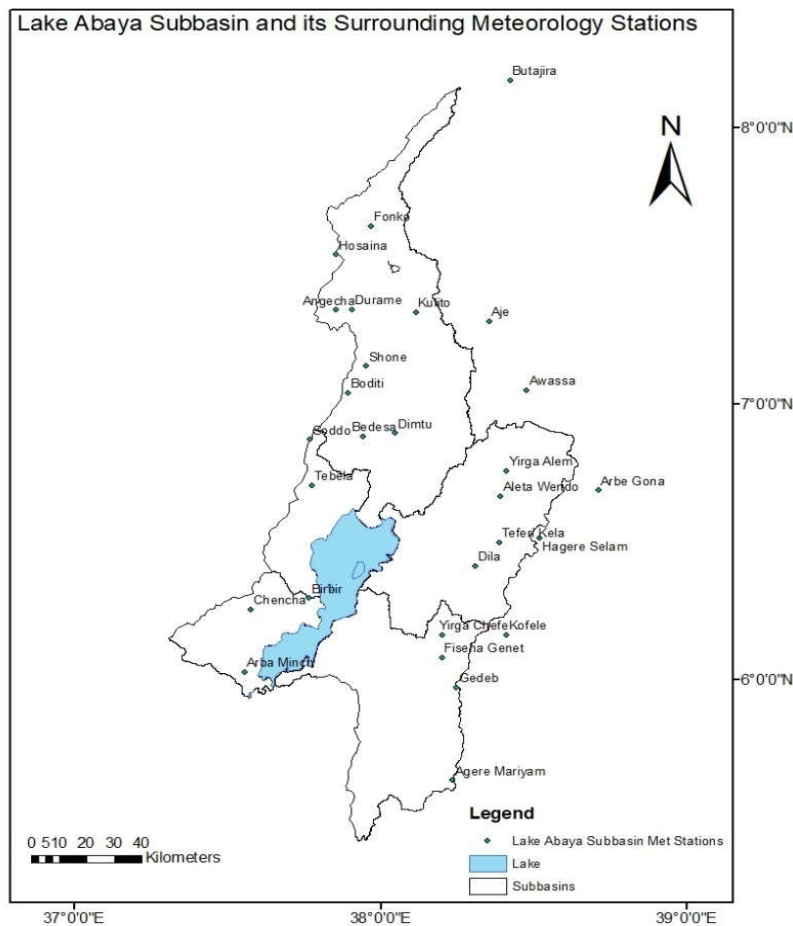 Lake Abaya Subbasin and its Surrounding Meteorology Stations
Butajira
8°0'0"N
N
Fonko
Hosaina
Angecha Durame
Kulito
Aje
Shone
Boditi
Awassa
7°0'0"N
Soddo Bedesa Dimtu
Yirga Alem
Tebela
Aleta Wendo
Arbe Gona
Teferi Kela
Hagere Selam
Dila
Birbir
Chencha
Yirga Chefe Kofele
Fiseha Genet
Arba Minch
6°0'0"N
Gedeb
Agere Mariyam
Legend
Lake Abaya Subbasin Met Stations
Lake
Subbasins
0 5 10 20 30 40
Kilometers
37°0'0"E
38°0'0"E
39°0'0"E